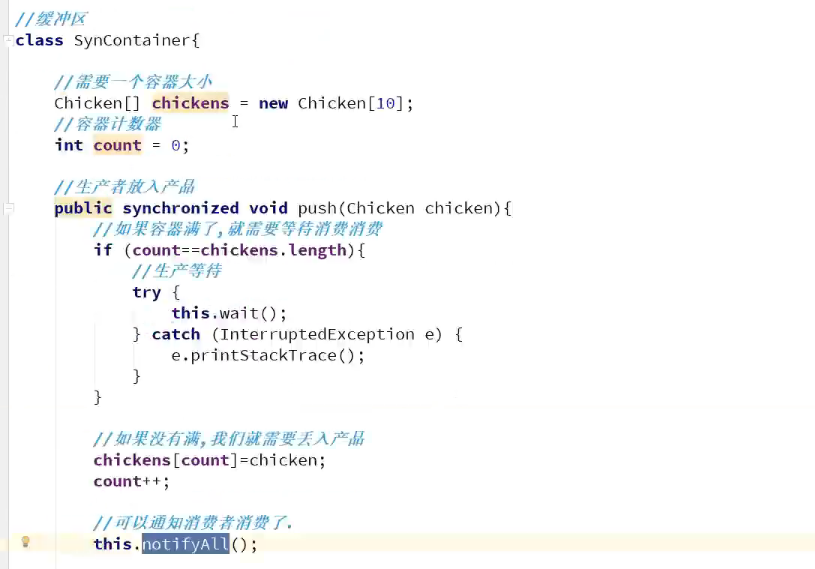 //缓冲区
class SynContainer{
//需要一个容器大小
Chicken[] chickens = new Chicken[10];
//容器计数器
int count = 0;
//生产者放入产品
public synchronized void push(Chicken chicken){
//如果容器满了,就需要等待消费消费
if (count==chickens.length){
//生产等待
try {
this.wait();
} catch (InterruptedException e) {
e.printStackTrace();
}
}
//如果没有满,我们就需要丢入产品
chickens[count]=chicken;
count++;
//可以通知消费者消费了.
this.notifyAll();